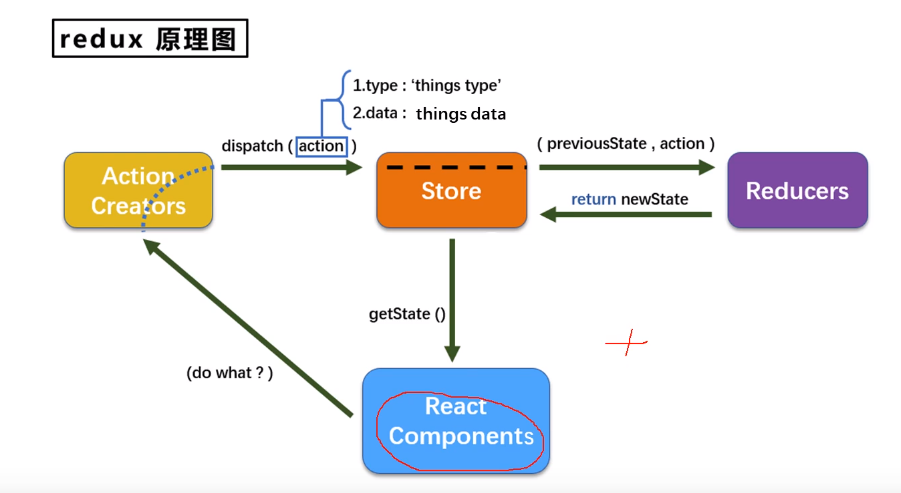 redux 原理图
1.type : ‘things type’
2.data : things data
dispatch ( action )
( previousState , action )
Action
Creators
Store
Reducers
return newState
getState ()
(do what ? )
React
Components